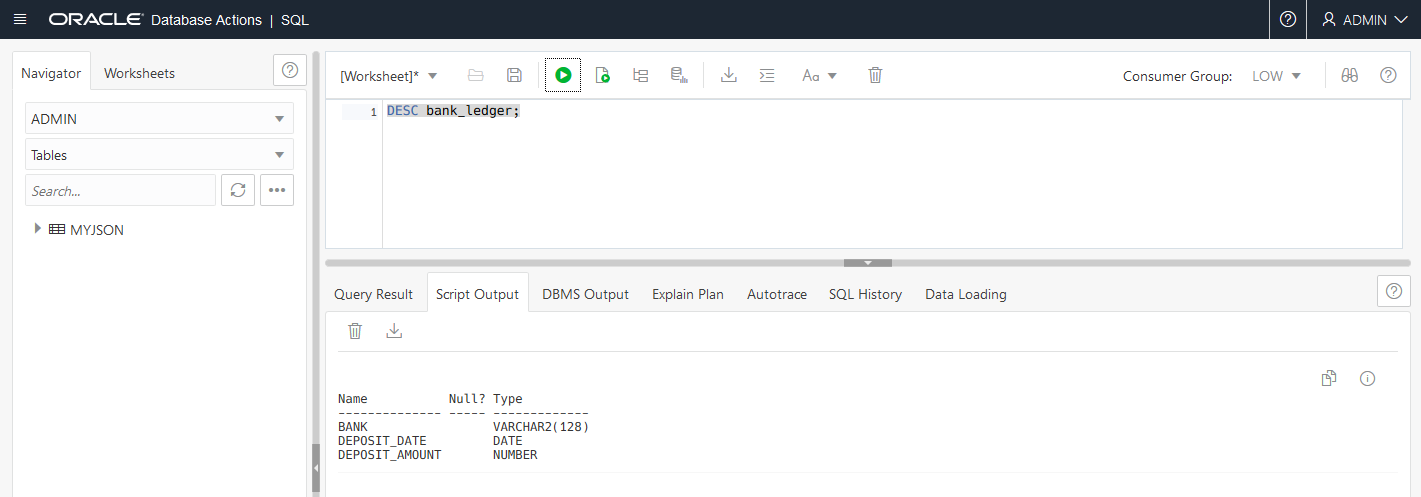 ORACLE Database Actions | SQL
ADMIN
Navigator
Worksheets
ADMIN
Tables
Search...
MYJSON
[Worksheet]*
Aa
Consumer Group: LOW
1 DESC bank_ledger;
Query Result Script Output DBMS Output Explain Plan Autotrace SQL History Data Loading
Name Null? Type
-------------- ----- -------------
BANK VARCHAR2(128)
DEPOSIT_DATE DATE
DEPOSIT_AMOUNT NUMBER